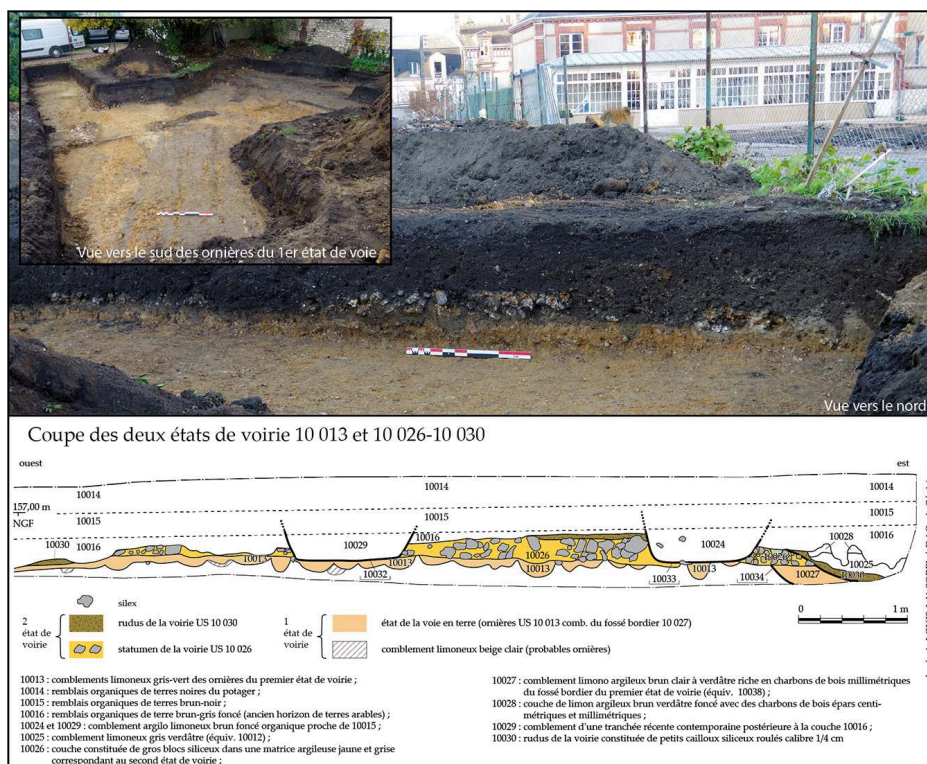 Vue vers le sud des ornières du 1er état de voie
Vue vers le nord
Coupe des deux états de voirie 10 013 et 10 026-10 030
ouest
est
10014
10014
10014
157,00 m
NGF
10015
10015
10015
10030
10016
10013
10029
10032
10016
10013
10026
10033
10024
10013
10034
10026
10027
10028
10016
10025
10030
silex
2
état de
voirie
rudus de la voirie US 10 030
statumen de la voirie US 10 026
1
état de
voirie
état de la voie en terre (ornières US 10 013 comb. du fossé bordier 10 027)
comblement limoneux beige clair (probables ornières)
0
1 m
10013 : comblements limoneux gris-vert des ornières du premier état de voirie ;
10014 : remblais organiques de terres noires du potager ;
10015 : remblais organiques de terres brun-noir ;
10016 : remblais organiques de terre brun-gris foncé (ancien horizon de terres arables) ;
10024 et 10029 : comblement argilo limoneux brun foncé organique proche de 10015 ;
10025 : comblement limoneux gris verdâtre (équiv. 10012) ;
10026 : couche constituée de gros blocs siliceux dans une matrice argileuse jaune et grise
correspondant au second état de voirie ;
10027 : comblement limono argileux brun clair à verdâtre riche en charbons de bois millimétriques
du fossé bordier du premier état de voirie (équiv. 10038) ;
10028 : couche de limon argileux brun verdâtre foncé avec des charbons de bois épars centi-
métriques et millimétriques ;
10029 : comblement d'une tranchée récente contemporaine postérieure à la couche 10016 ;
10030 : rudus de la voirie constituée de petits cailloux siliceux roulés calibre 1/4 cm